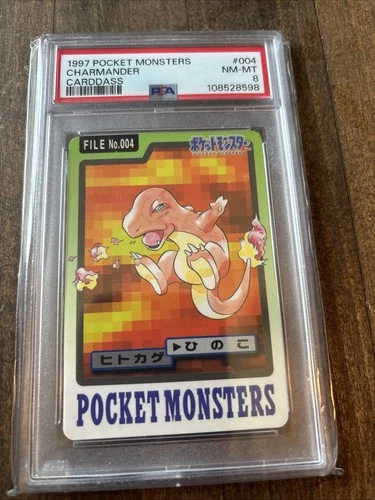 1997 POCKET MONSTERS #004
CHARMANDER NM-MT
CARDDASS 8
PSA 108528598
FILE No.004
ポケットモンスター
ヒトカゲ ▶ひのこ
POCKET MONSTERS